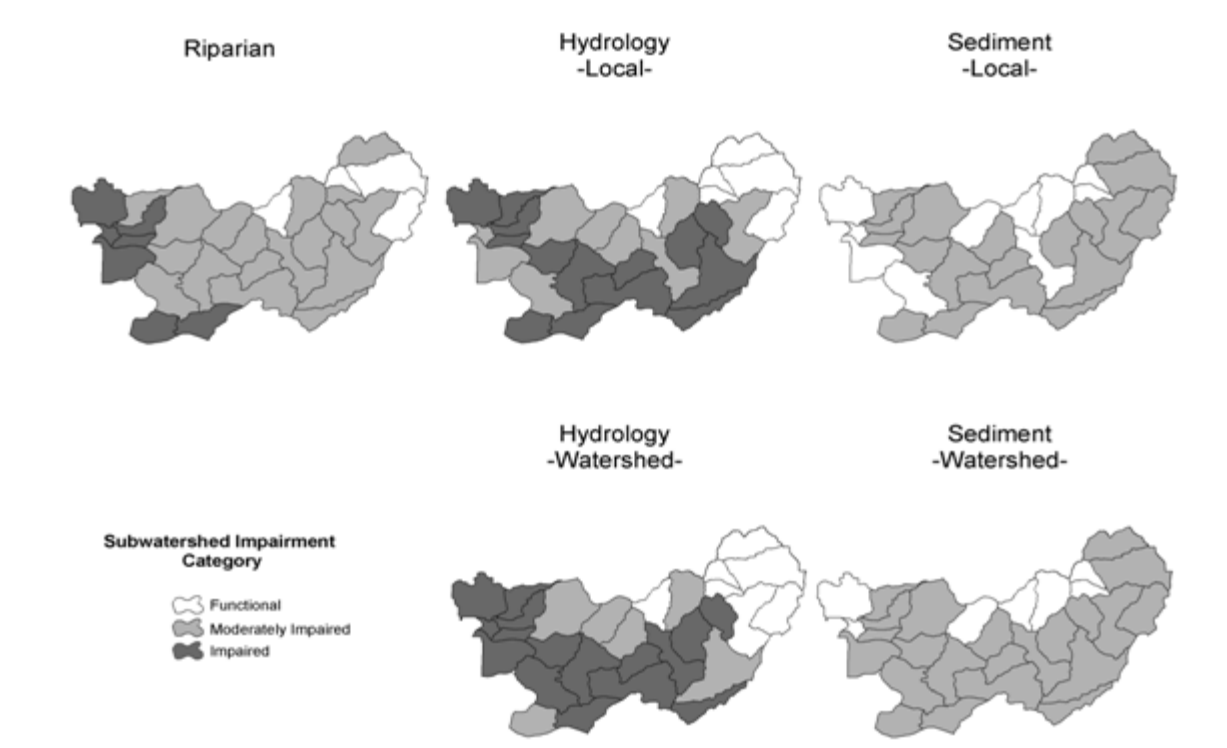 Riparian
Hydrology
-Local-
Sediment
-Local-
Hydrology
-Watershed-
Sediment
-Watershed-
Subwatershed Impairment
Category
Functional
Moderately Impaired
Impaired